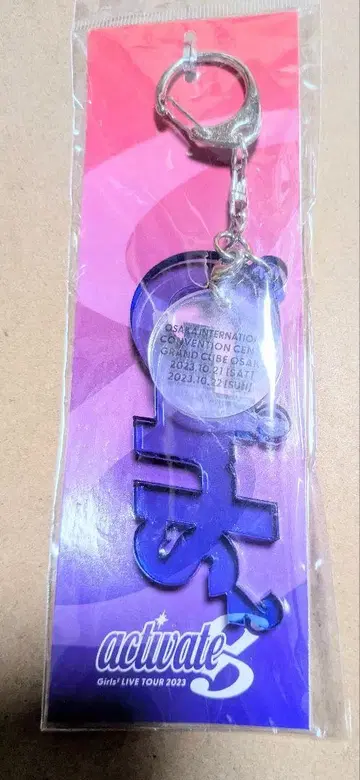 OSAKA INTERNATIO
CONVENTION CEN
GRAND CUBE OSAK
2023.10.21 [SAT]
2023.10.22 [SUN]
activate
Girls² LIVE TOUR 2023